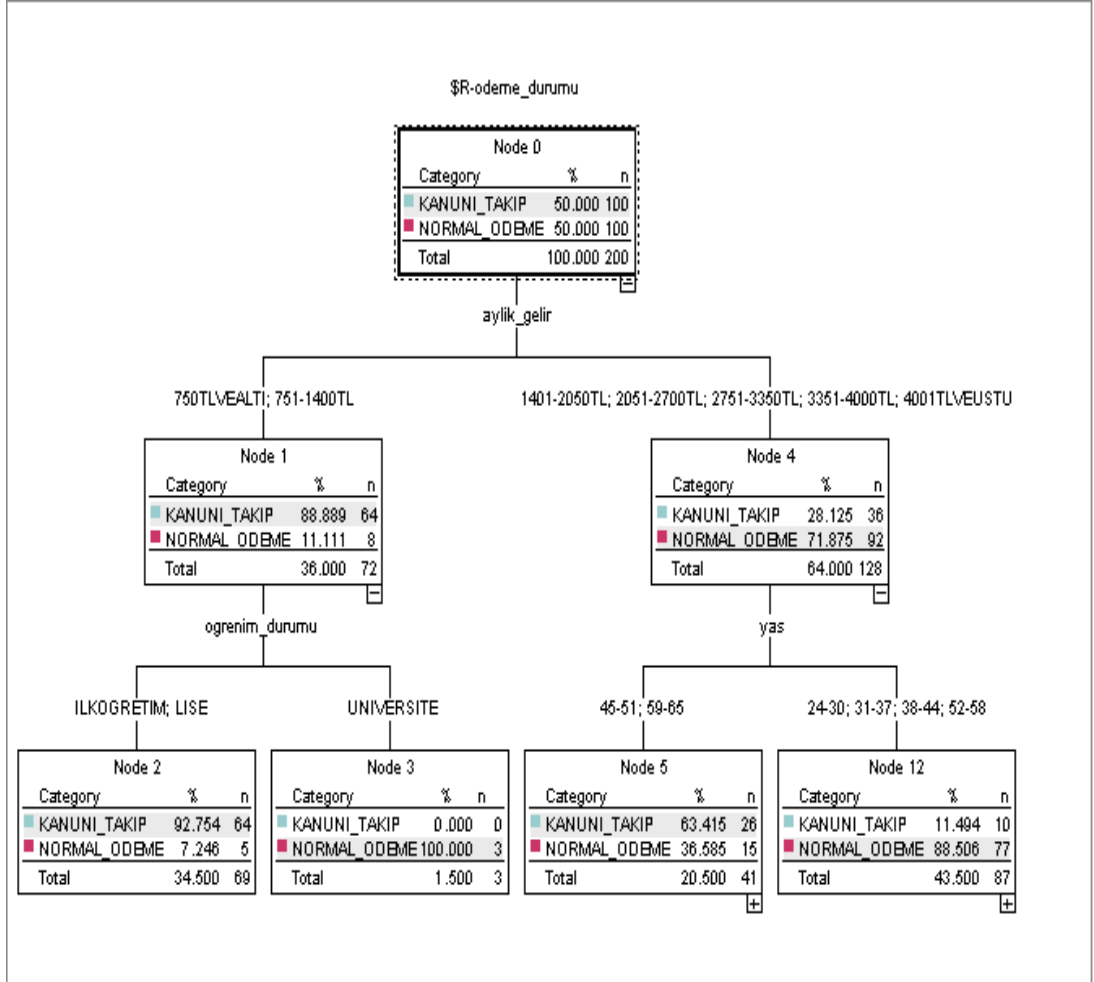 $R-odeme_durumu
Node 0
Category % n
KANUNI_TAKIP 50.000 100
NORMAL_ODEME 50.000 100
Total 100.000 200
aylik_gelir
750TLVEALTI; 751-1400TL
1401-2050TL; 2051-2700TL; 2751-3350TL; 3351-4000TL; 4001TLVEUSTU
Node 1
Category % n
KANUNI_TAKIP 88.889 64
NORMAL_ODEME 11.111 8
Total 36.000 72
Node 4
Category % n
KANUNI_TAKIP 28.125 36
NORMAL_ODEME 71.875 92
Total 64.000 128
ogrenim_durumu
yas
ILKOGRETIM; LISE
UNIVERSITE
45-51; 59-65
24-30; 31-37; 38-44; 52-58
Node 2
Category % n
KANUNI_TAKIP 92.754 64
NORMAL_ODEME 7.246 5
Total 34.500 69
Node 3
Category % n
KANUNI_TAKIP 0.000 0
NORMAL_ODEME 100.000 3
Total 1.500 3
Node 5
Category % n
KANUNI_TAKIP 63.415 26
NORMAL_ODEME 36.585 15
Total 20.500 41
Node 12
Category % n
KANUNI_TAKIP 11.494 10
NORMAL_ODEME 88.506 77
Total 43.500 87